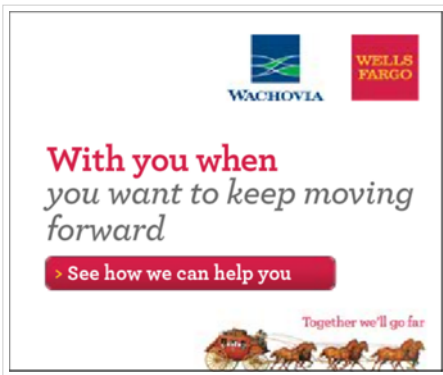 WACHOVIA
WELLS
FARGO
With you when
you want to keep moving
forward
> See how we can help you
Together we'll go far